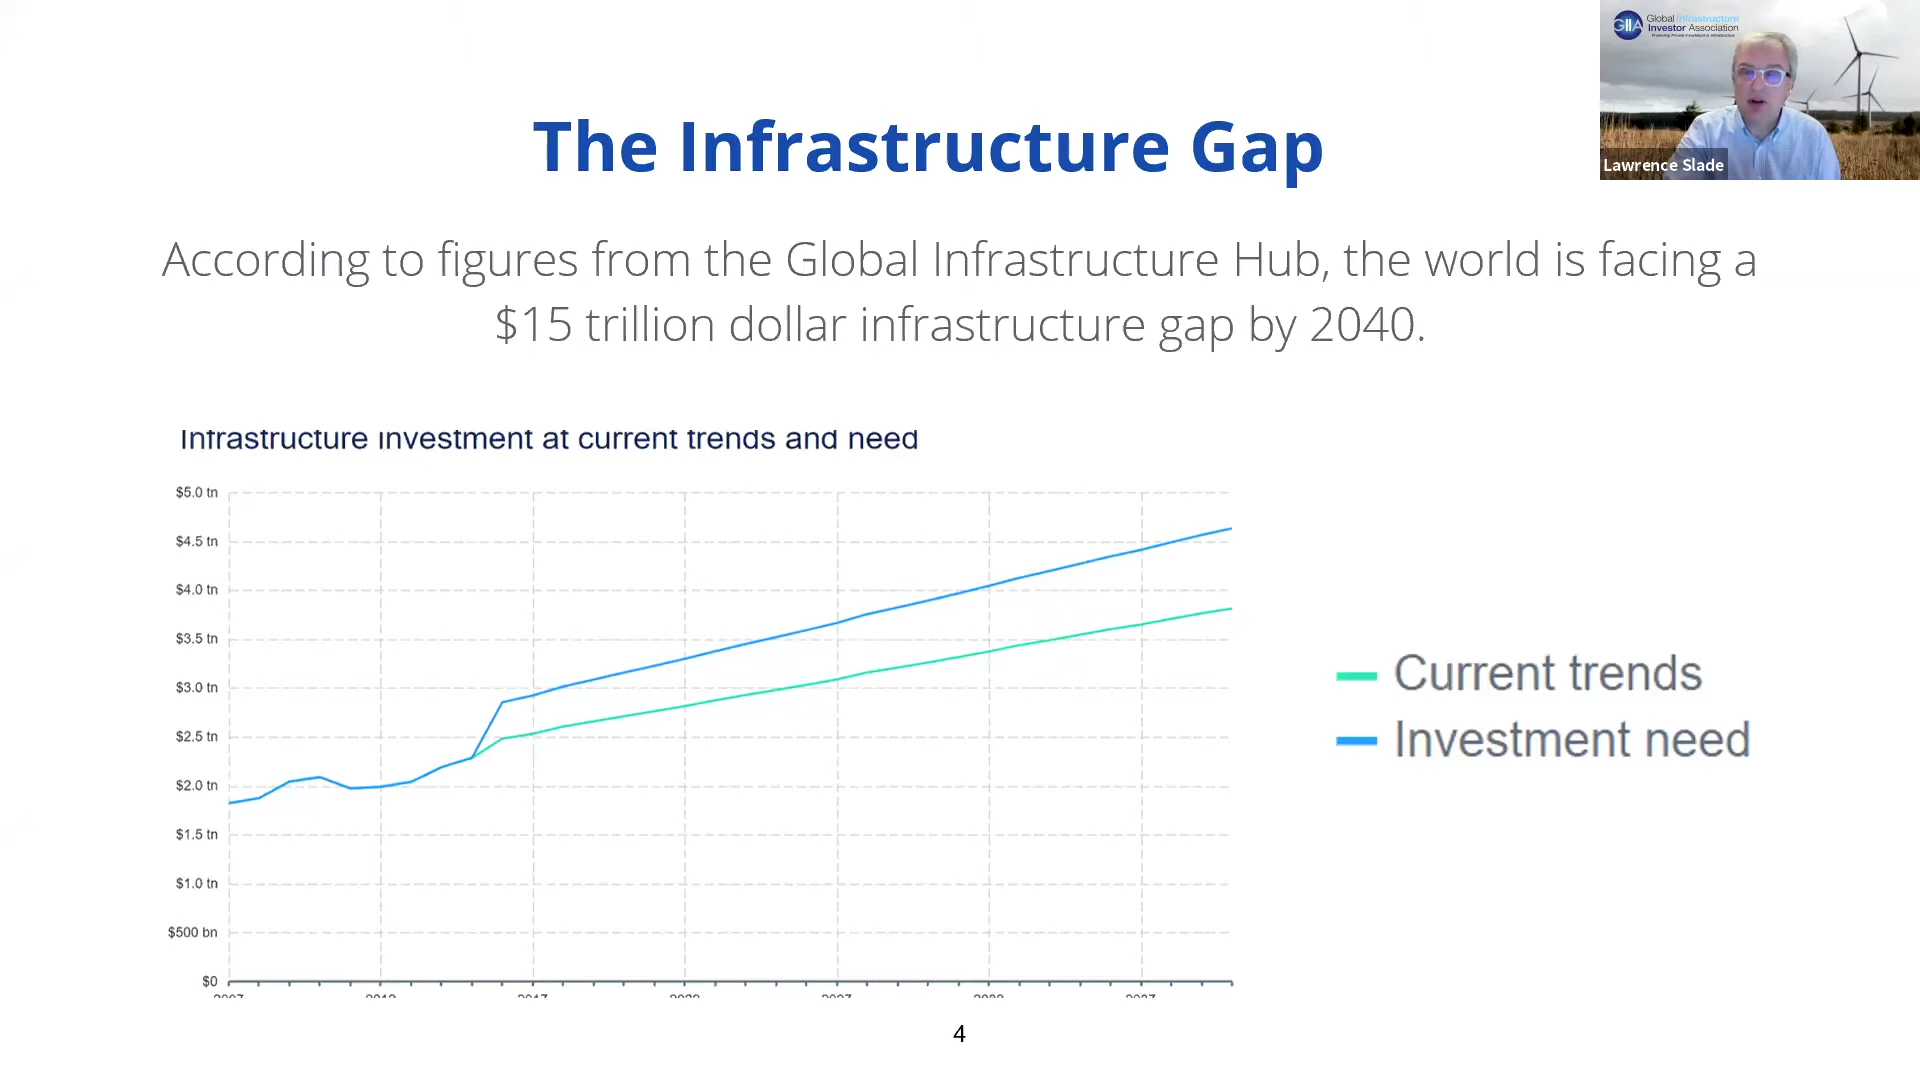 Global Infrastructure
Investor Association
GIIA
Lawrence Slade
The Infrastructure Gap
According to figures from the Global Infrastructure Hub, the world is facing a
$15 trillion dollar infrastructure gap by 2040.
Infrastructure investment at current trends and need
$5.0 tn
$4.5 tn
$4.0 tn
$3.5 tn
$3.0 tn
$2.5 tn
$2.0 tn
$1.5 tn
$1.0 tn
$500 bn
$0
Current trends
Investment need
4